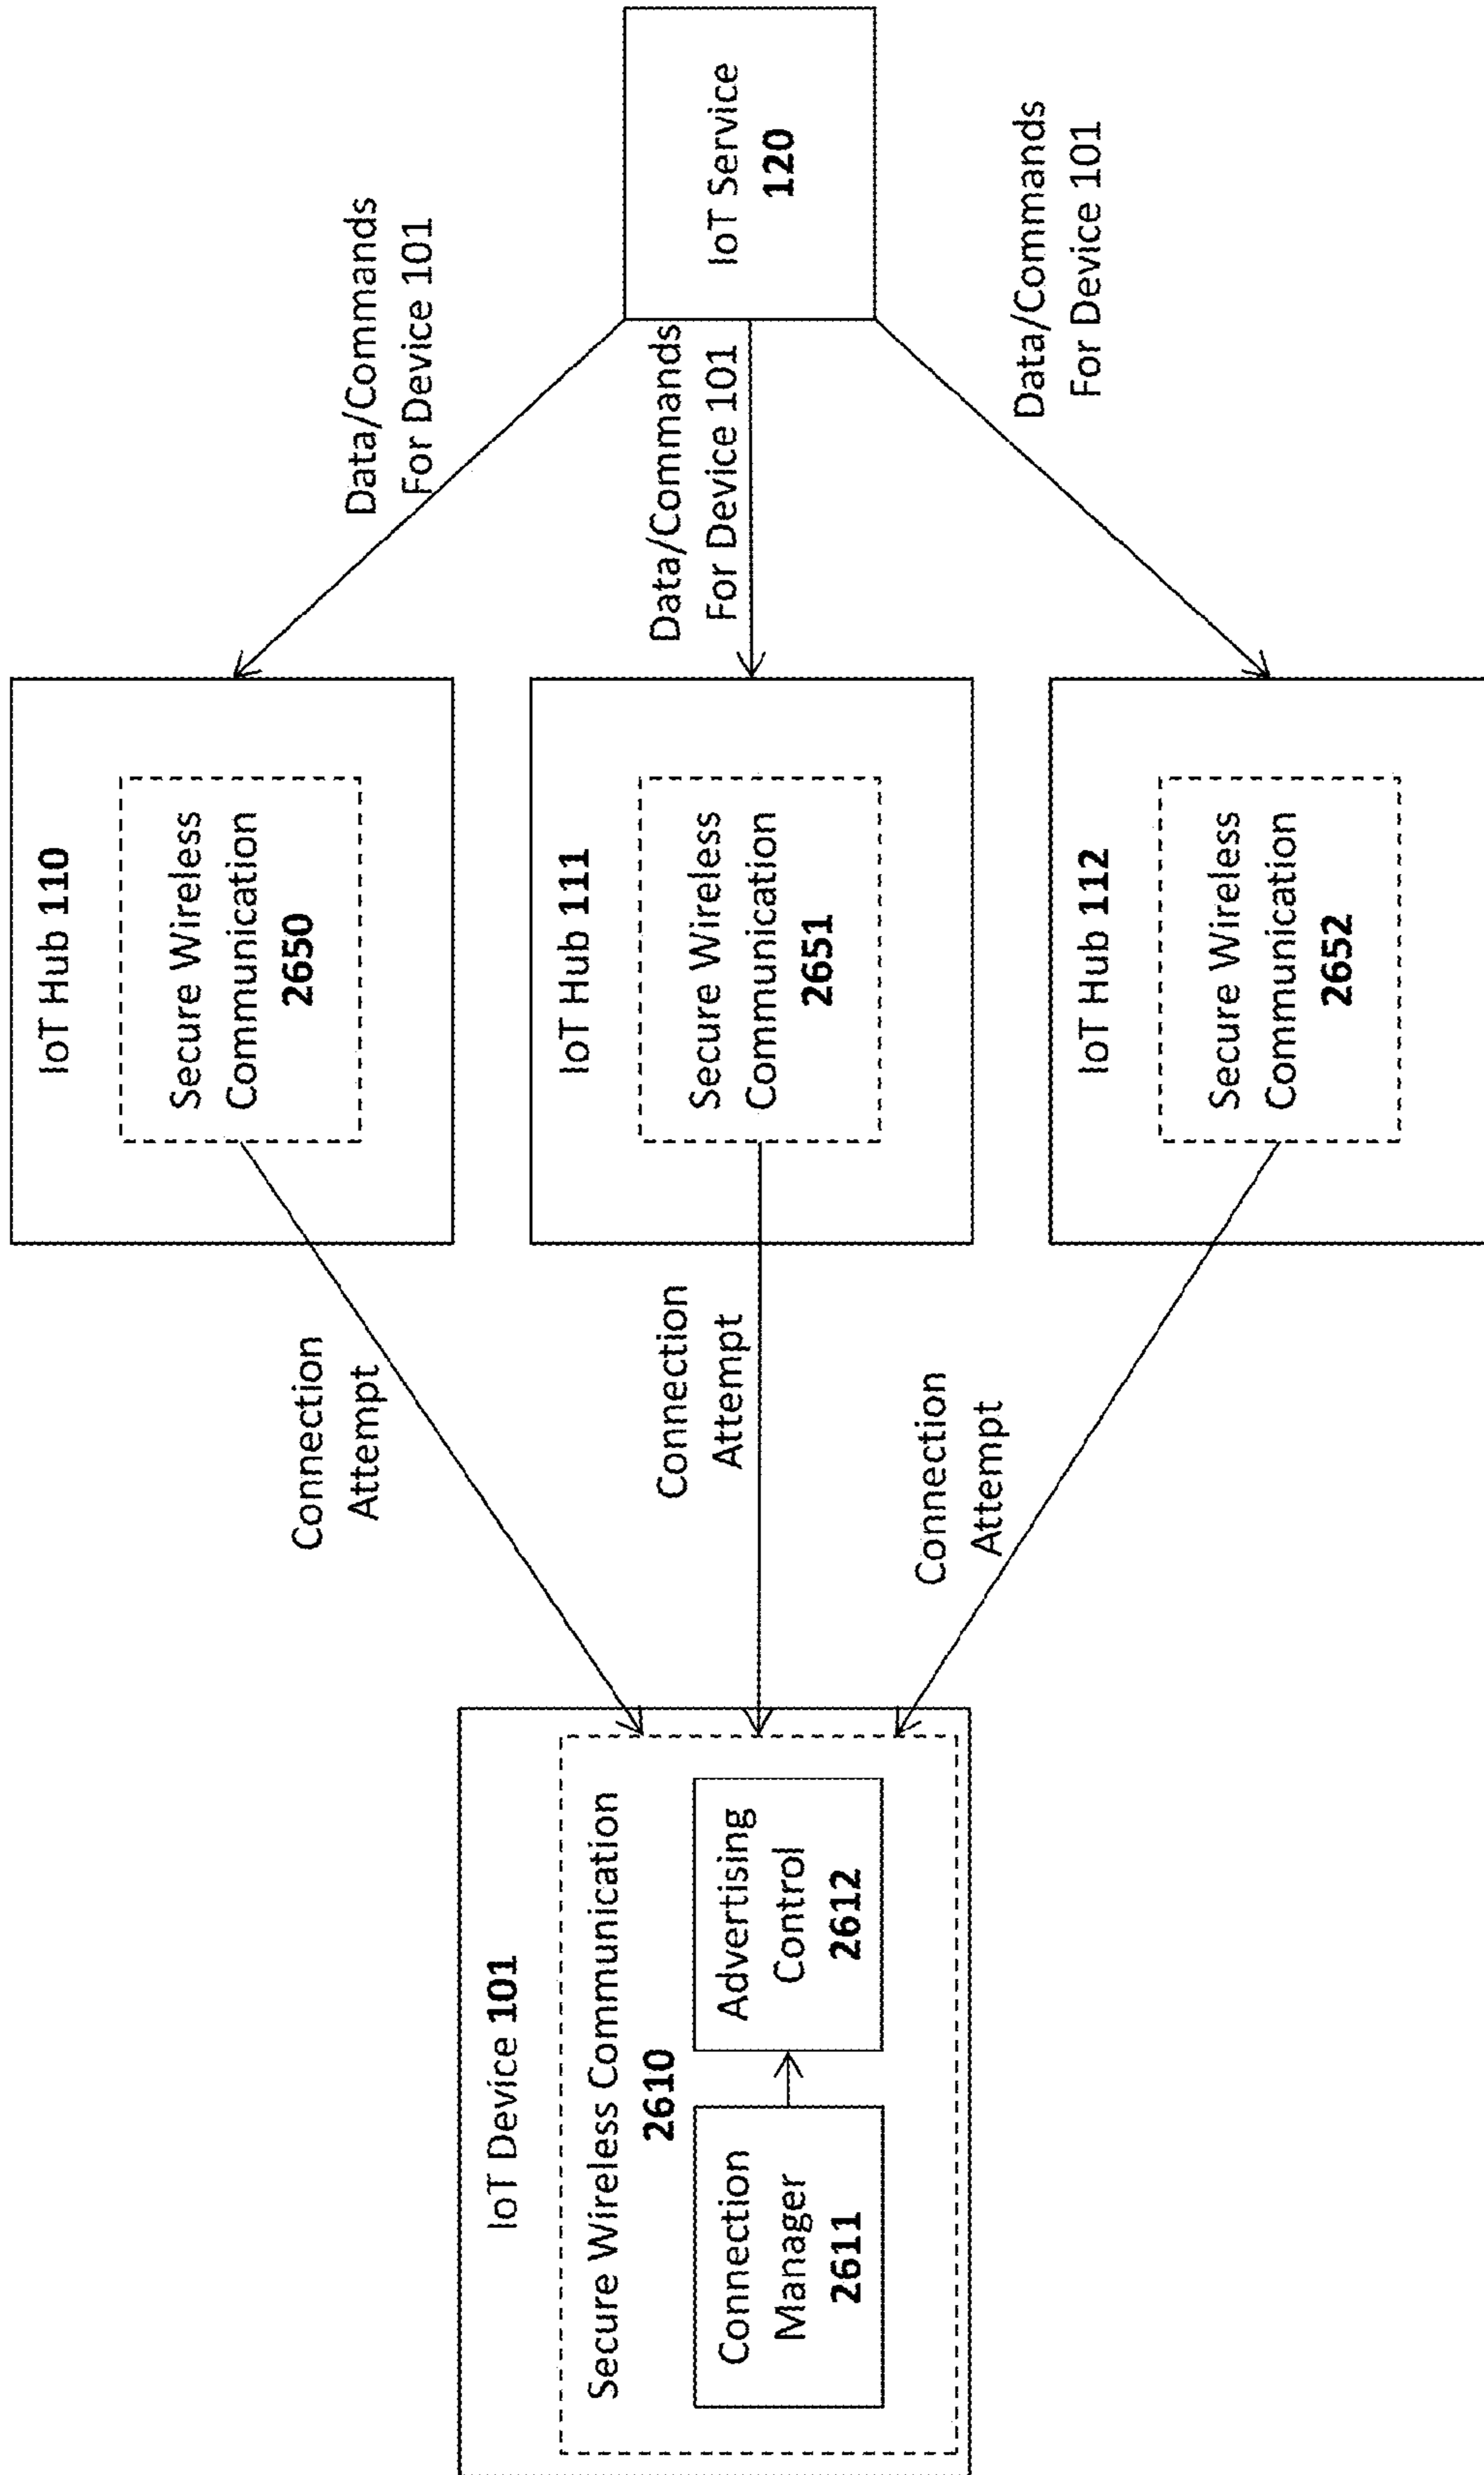 IoT Device 101
Secure Wireless Communication
2610
Connection
Manager
2611
Advertising
Control
2612
Connection
Attempt
Connection
Attempt
Connection
Attempt
IoT Hub 110
Secure Wireless
Communication
2650
IoT Hub 111
Secure Wireless
Communication
2651
IoT Hub 112
Secure Wireless
Communication
2652
Data/Commands
For Device 101
Data/Commands
For Device 101
Data/Commands
For Device 101
IoT Service
120